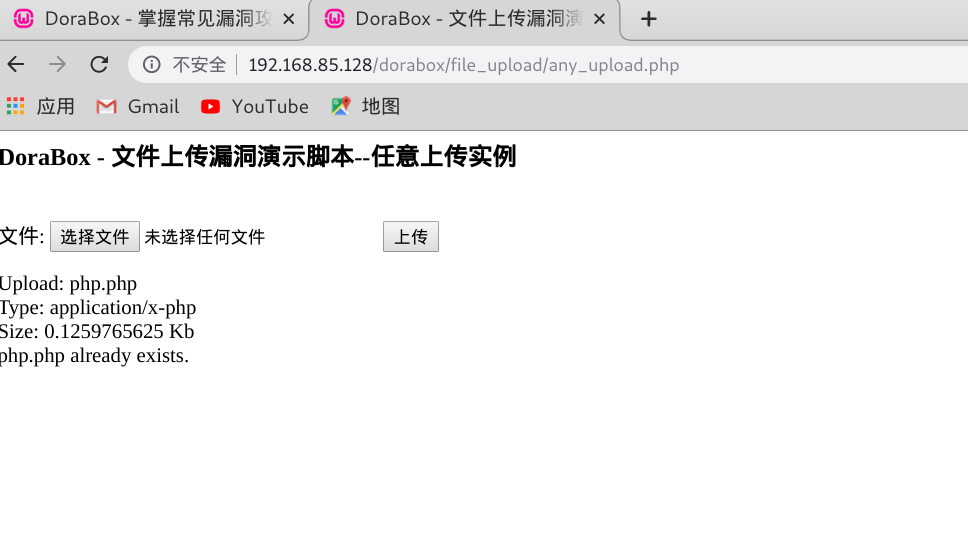 DoraBox - 掌握常见漏洞攻
DoraBox - 文件上传漏洞演
不安全 192.168.85.128/dorabox/file_upload/any_upload.php
应用 Gmail YouTube 地图
DoraBox - 文件上传漏洞演示脚本--任意上传实例
文件: 选择文件 未选择任何文件 上传
Upload: php.php
Type: application/x-php
Size: 0.1259765625 Kb
php.php already exists.